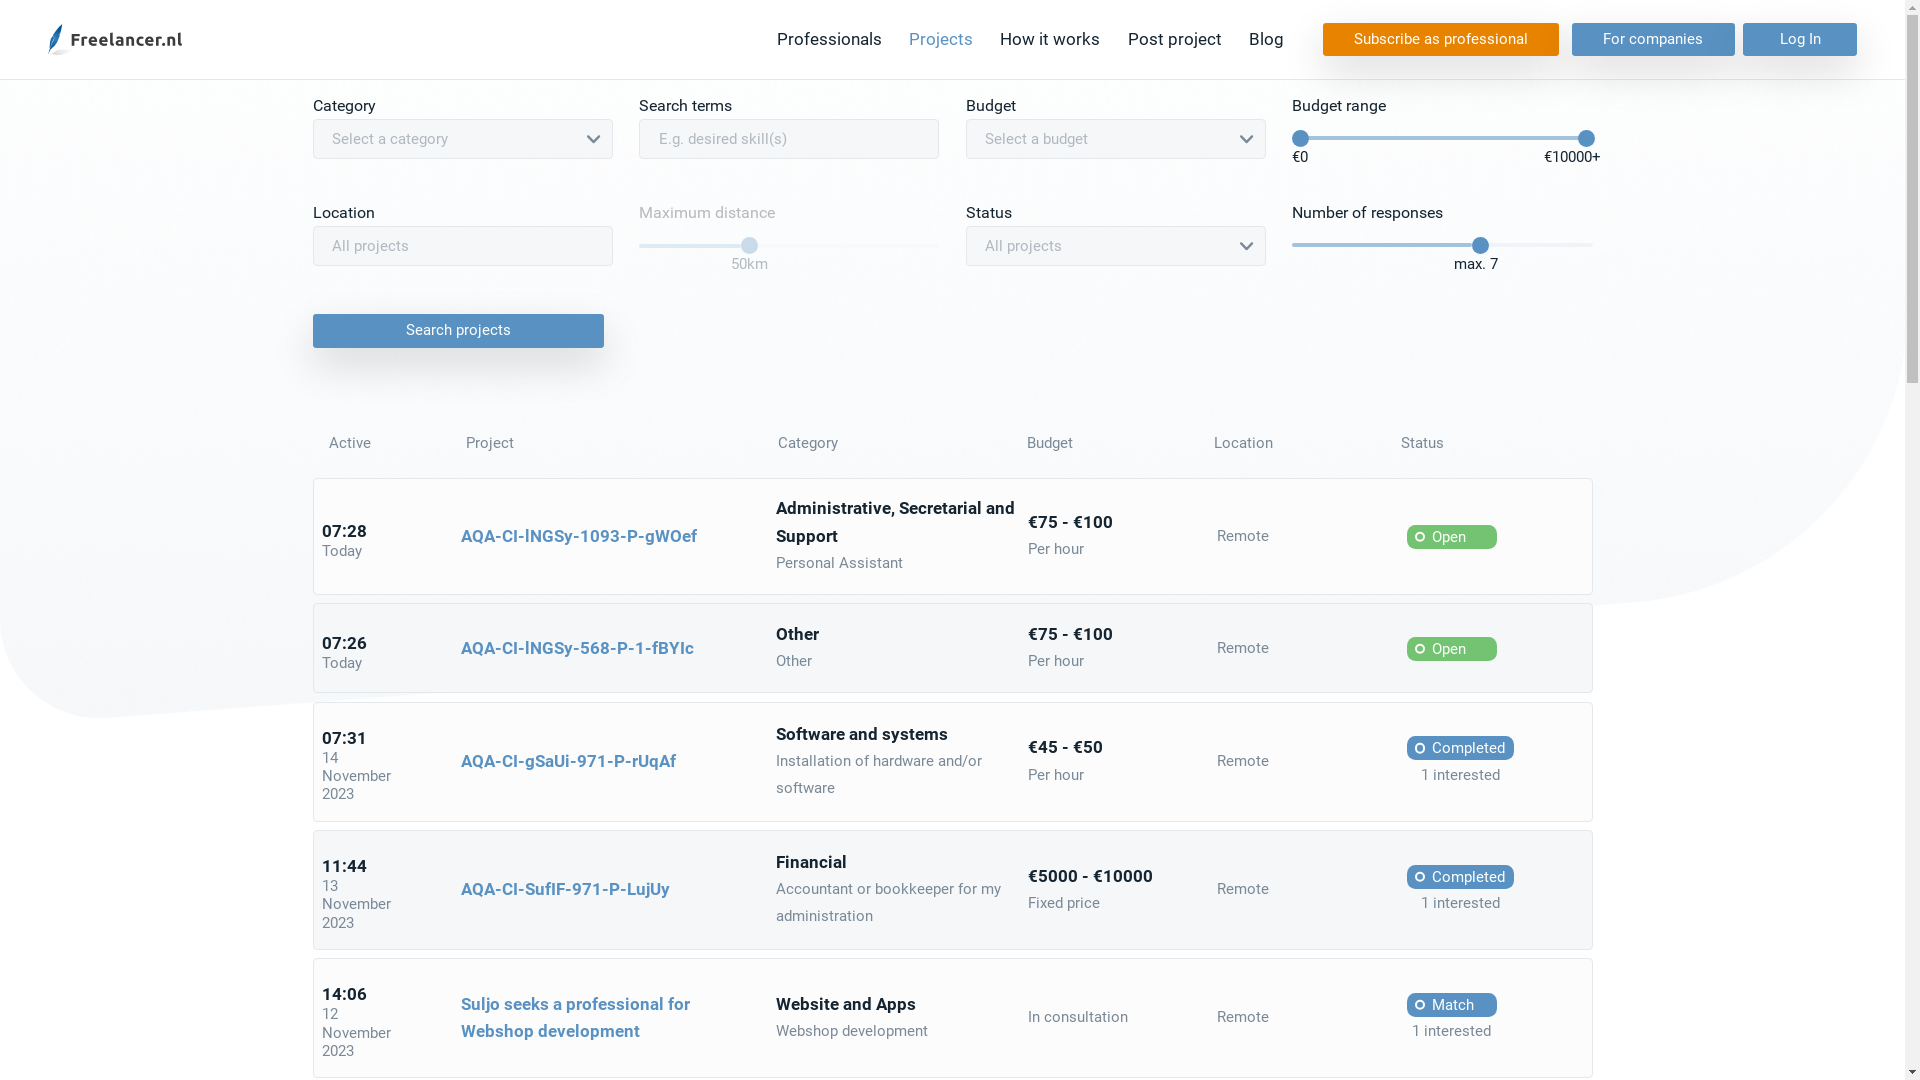 Freelancer.nl
Professionals
Projects
How it works
Post project
Blog
Subscribe as professional
For companies
Log In
Category
Search terms
Budget
Budget range
Select a category
E.g. desired skill(s)
Select a budget
€0
€10000+
Location
Maximum distance
Status
Number of responses
All projects
50km
All projects
max. 7
Search projects
Active
Project
Category
Budget
Location
Status
07:28
Today
AQA-CI-lNGSy-1093-P-gWOef
Administrative, Secretarial and
Support
Personal Assistant
€75 - €100
Per hour
Remote
Open
07:26
Today
AQA-CI-lNGSy-568-P-1-fBYIc
Other
Other
€75 - €100
Per hour
Remote
Open
07:31
14
November
2023
AQA-CI-gSaUi-971-P-rUqAf
Software and systems
Installation of hardware and/or
software
€45 - €50
Per hour
Remote
Completed
1 interested
11:44
13
November
2023
AQA-CI-SufIF-971-P-LujUy
Financial
Accountant or bookkeeper for my
administration
€5000 - €10000
Fixed price
Remote
Completed
1 interested
14:06
12
November
2023
Suljo seeks a professional for
Webshop development
Website and Apps
Webshop development
In consultation
Remote
Match
1 interested